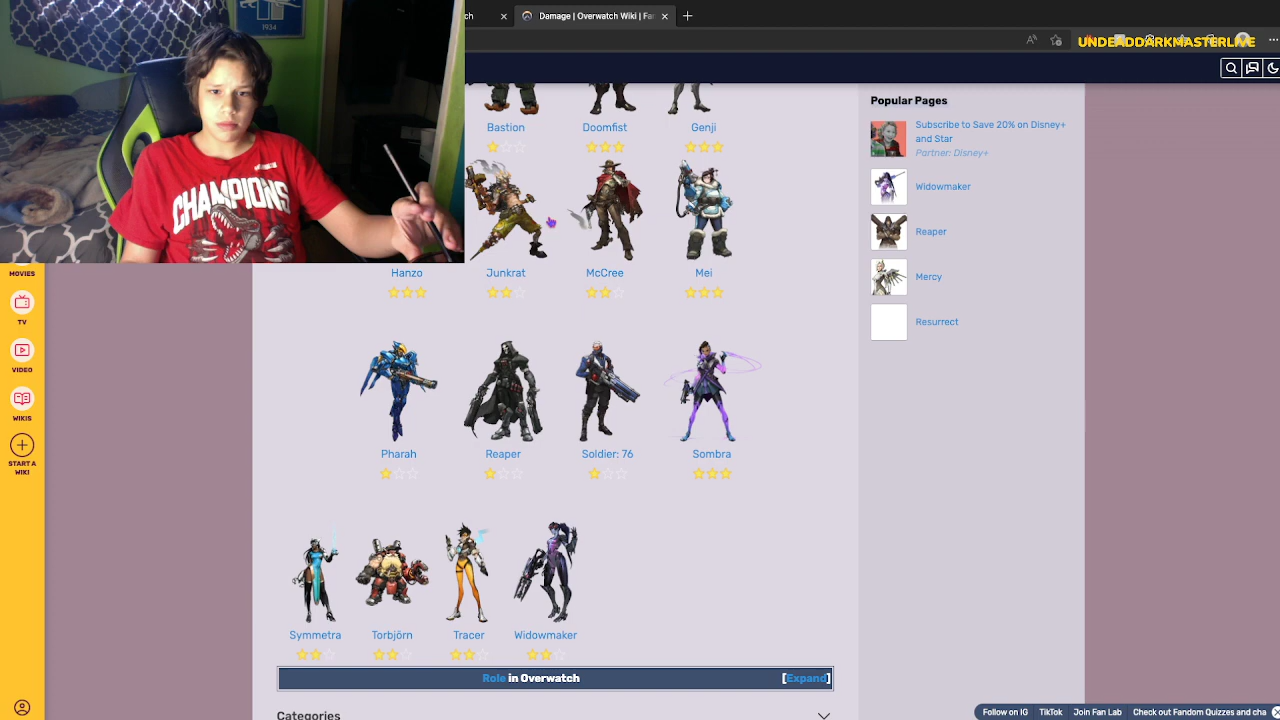 1934
CHAMPIONS
ch
Damage | Overwatch Wiki | Fan
UNDEADDARKMASTERLIVE
Bastion
Doomfist
Genji
Hanzo
Junkrat
McCree
Mei
Pharah
Reaper
Soldier: 76
Sombra
Symmetra
Torbjörn
Tracer
Widowmaker
Role in Overwatch
[Expand]
Categories
Popular Pages
Subscribe to Save 20% on Disney+
and Star
Partner: Disney+
Widowmaker
Reaper
Mercy
Resurrect
MOVIES
TV
VIDEO
WIKIS
START A
WIKI
Follow on IG
TikTok
Join Fan Lab
Check out Fandom Quizzes and cha